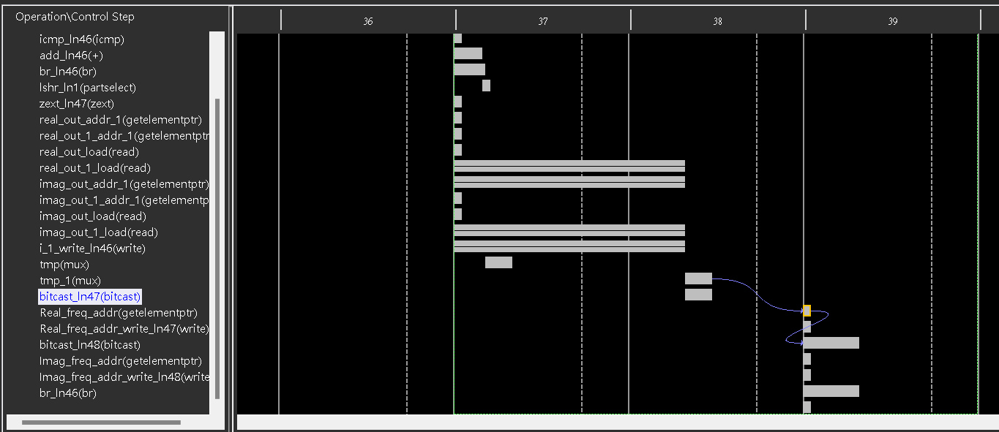 Operation\Control Step
36 37 38 39
icmp_ln46(icmp)
add_ln46(+)
br_ln46(br)
lshr_ln1(partselect)
zext_ln47(zext)
real_out_addr_1(getelementptr)
real_out_1_addr_1(getelementptr
real_out_load(read)
real_out_1_load(read)
imag_out_addr_1(getelementptr)
imag_out_1_addr_1(getelementp
imag_out_load(read)
imag_out_1_load(read)
i_1_write_ln46(write)
tmp(mux)
tmp_1(mux)
bitcast_ln47(bitcast)
Real_freq_addr(getelementptr)
Real_freq_addr_write_ln47(write)
bitcast_ln48(bitcast)
Imag_freq_addr(getelementptr)
Imag_freq_addr_write_ln48(write
br_ln46(br)